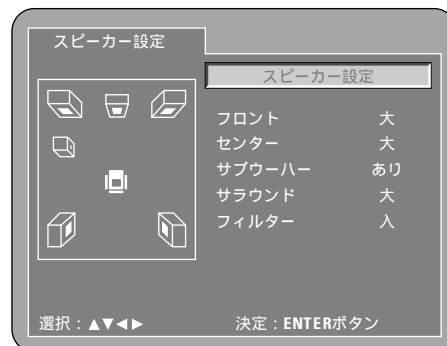 スピーカー設定
スピーカー設定
フロント 大
センター 大
サブウーハー あり
サラウンド 大
フィルター 入
選択：▲▼◀▶ 決定：ENTERボタン